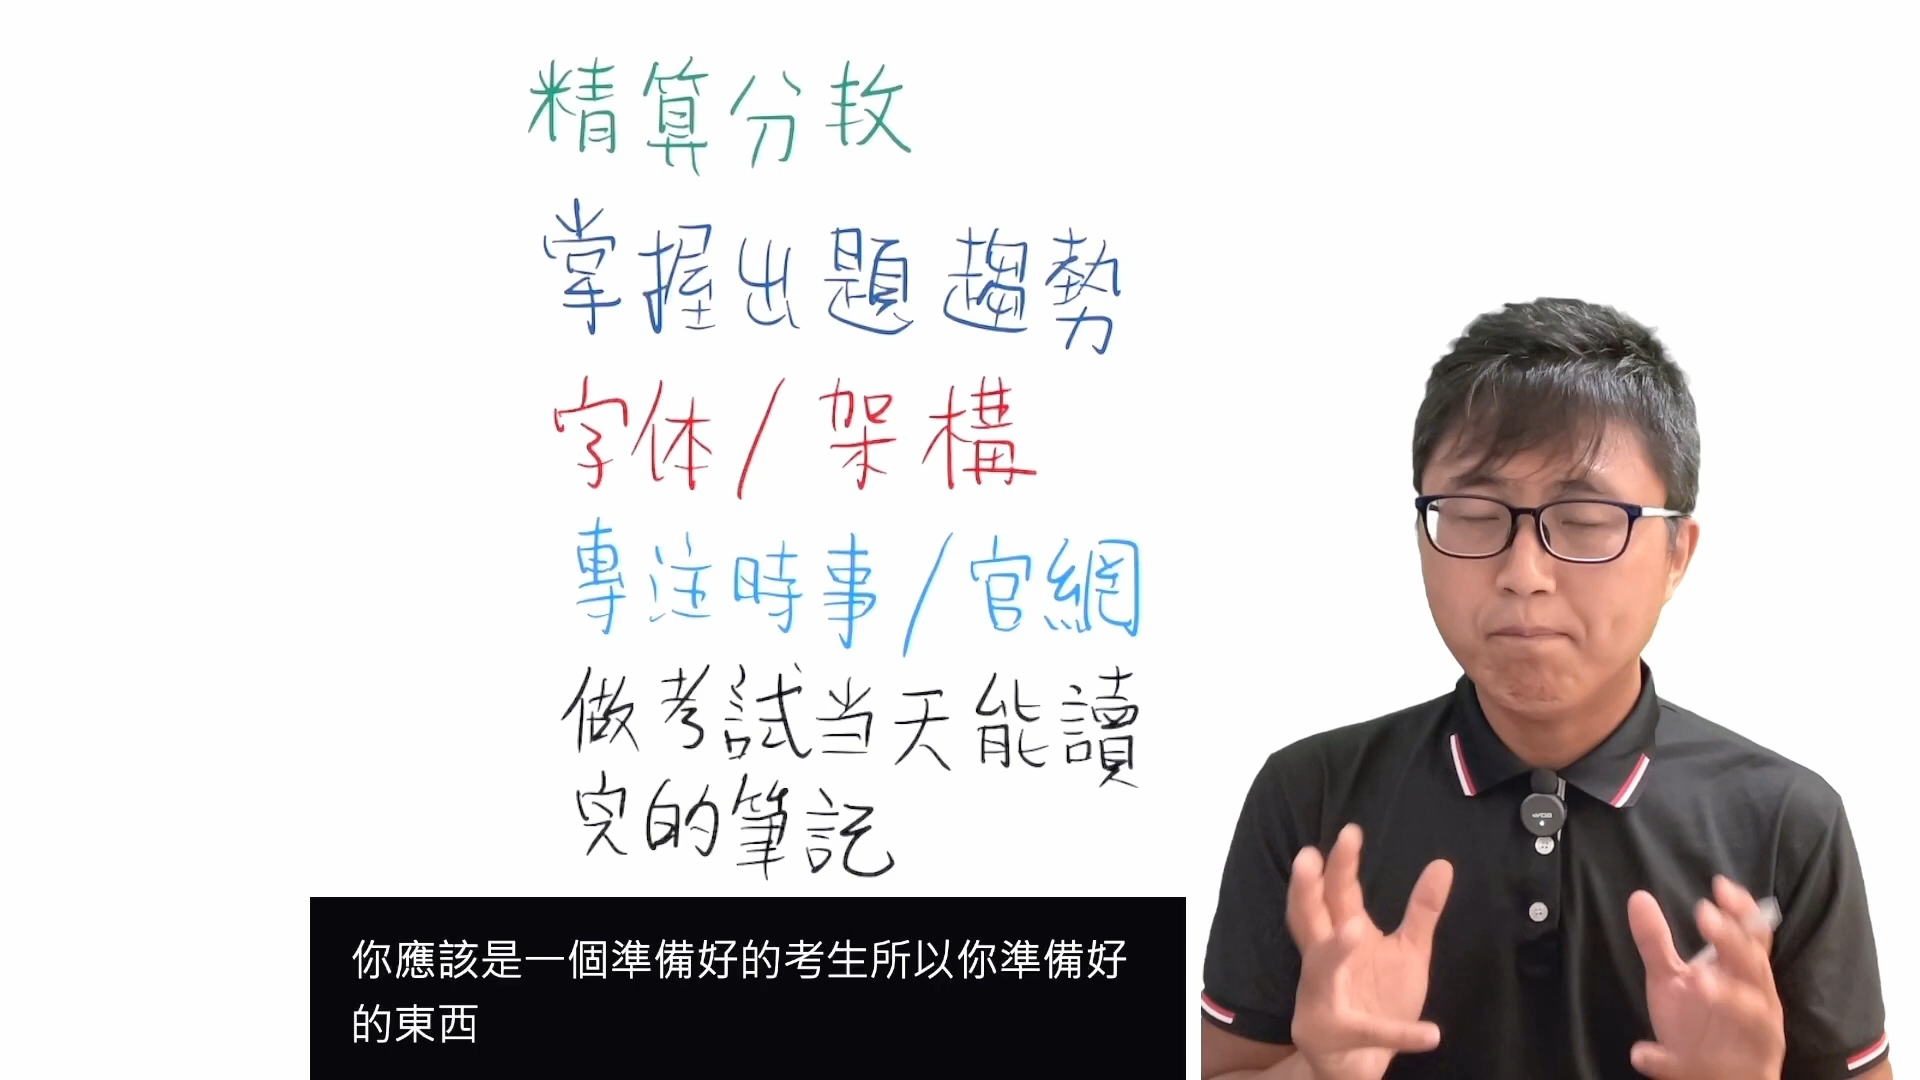 精算分数
掌握出題趨勢
字体/架構
專注時事/官網
做考試当天能讀
完的筆記
你應該是一個準備好的考生所以你準備好
的東西